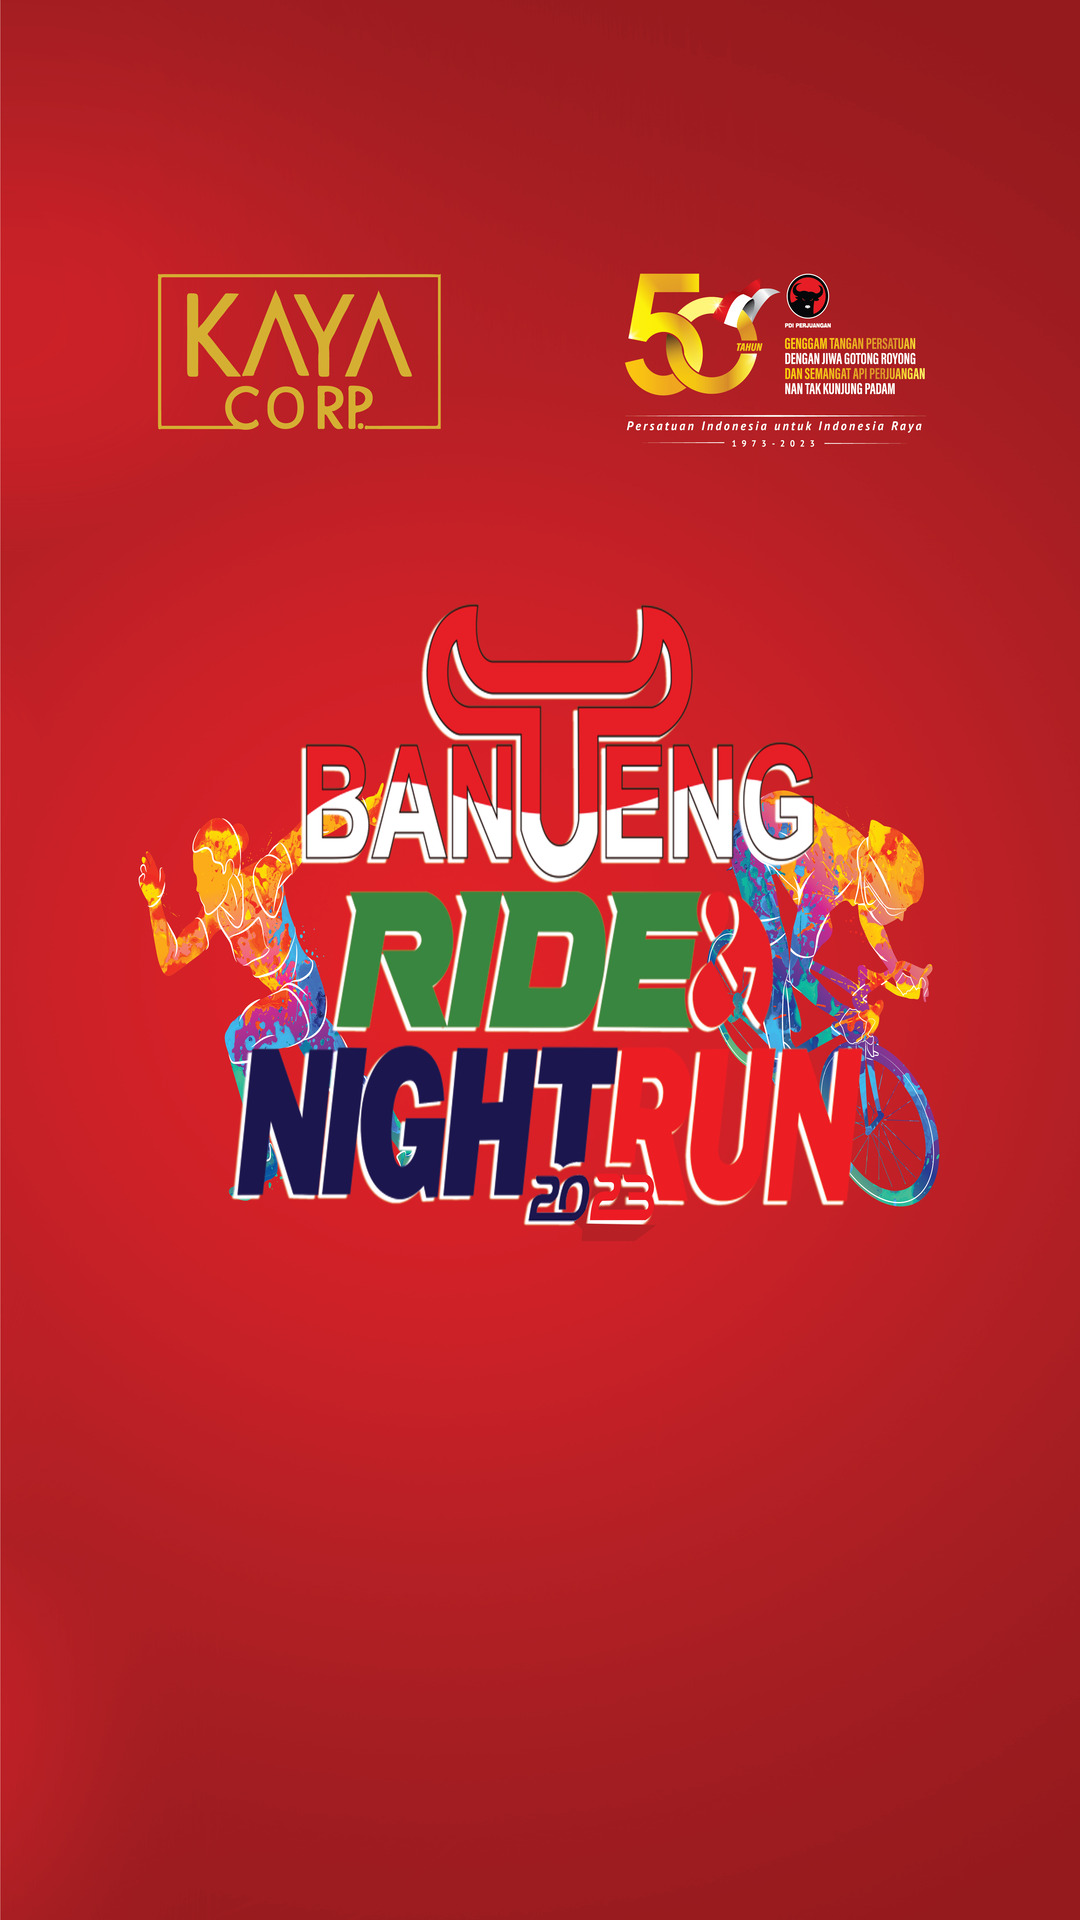 KAYA
CORP.
50
TAHUN
PDI PERJUANGAN
GENGGAM TANGAN PERSATUAN
DENGAN JIWA GOTONG ROYONG
DAN SEMANGAT API PERJUANGAN
NAN TAK KUNJUNG PADAM
Persatuan Indonesia untuk Indonesia Raya
1973-2023
BANTENG
RIDE &
NIGHT RUN
2023